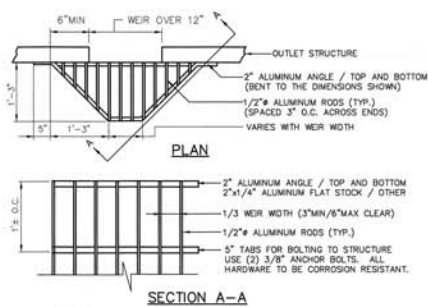 6"MIN
WEIR OVER 12"
A
OUTLET STRUCTURE
2" ALUMINUM ANGLE / TOP AND BOTTOM
(BENT TO THE DIMENSIONS SHOWN)
1/2"ø ALUMINUM RODS (TYP.)
(SPACED 3" O.C. ACROSS ENDS)
1'-3"
5"
1'-3"
VARIES WITH WEIR WIDTH
A
PLAN
2" ALUMINUM ANGLE / TOP AND BOTTOM
2"x1/4" ALUMINUM FLAT STOCK / OTHER
1'± O.C.
1/3 WEIR WIDTH (3"MIN/6"MAX CLEAR)
1/2"ø ALUMINUM RODS (TYP.)
5" TABS FOR BOLTING TO STRUCTURE
USE (2) 3/8" ANCHOR BOLTS. ALL
HARDWARE TO BE CORROSION RESISTANT.
SECTION A-A